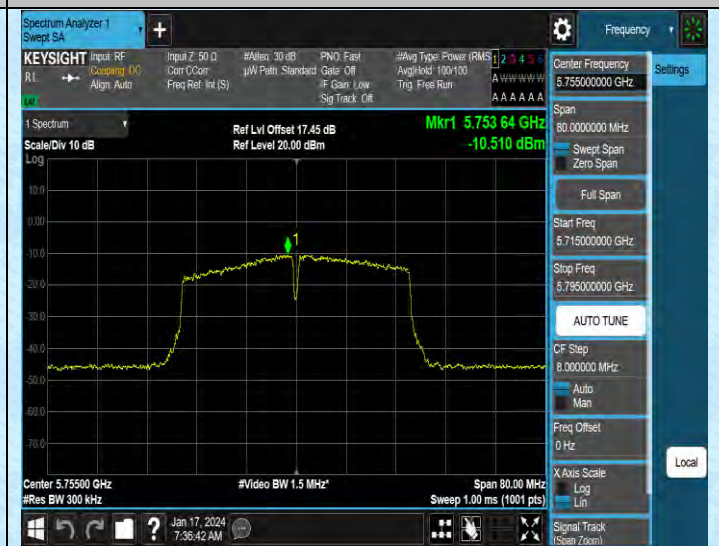 Spectrum Analyzer 1
Swept SA
+
Frequency
KEYSIGHT
Input: RF
Coupling: DC
Align: Auto
Input Z: 50 Ω
Corr CCorr
Freq Ref: Int (S)
#Atten: 30 dB
µW Path: Standard
PNO: Fast
Gate: Off
IF Gain: Low
Sig Track: Off
#Avg Type: Power (RMS)
Avg|Hold: 100/100
Trig: Free Run
1 2 3 4 5 6
A W W W W W
A A A A A A
1 Spectrum
Scale/Div 10 dB
Log
Ref Lvl Offset 17.45 dB
Ref Level 20.00 dBm
Mkr1 5.753 64 GHz
-10.510 dBm
10.0
0.00
-10.0
-20.0
-30.0
-40.0
-50.0
-60.0
-70.0
1
Center 5.75500 GHz
#Res BW 300 kHz
#Video BW 1.5 MHz*
Span 80.00 MHz
Sweep 1.00 ms (1001 pts)
Jan 17, 2024
7:36:42 AM
?
Center Frequency
5.755000000 GHz
Settings
Span
80.0000000 MHz
Swept Span
Zero Span
Full Span
Start Freq
5.715000000 GHz
Stop Freq
5.795000000 GHz
AUTO TUNE
CF Step
8.000000 MHz
Auto
Man
Freq Offset
0 Hz
X Axis Scale
Log
Lin
Local
Signal Track
(Span Zoom)